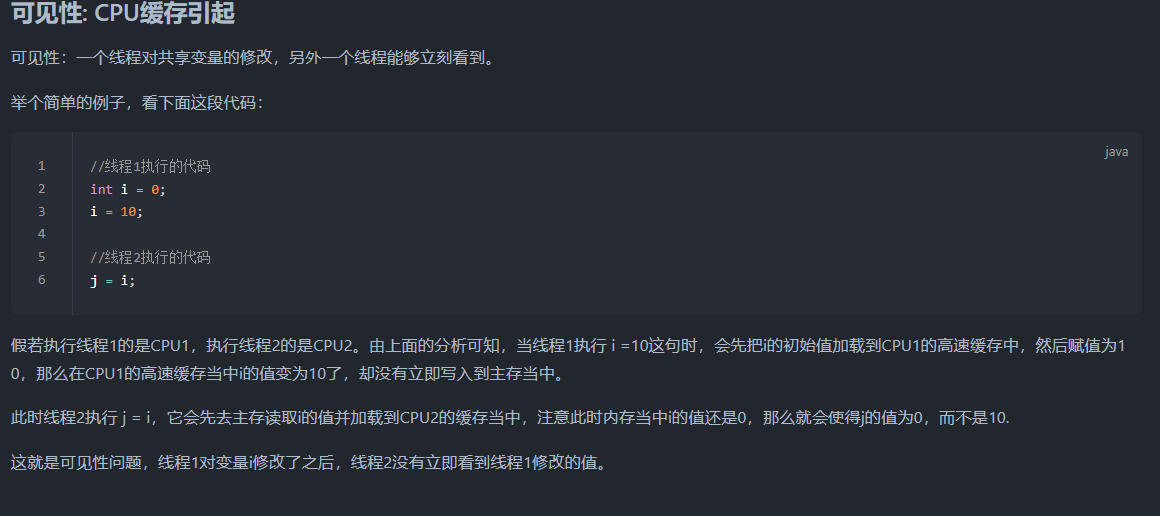 可见性: CPU缓存引起
可见性：一个线程对共享变量的修改，另外一个线程能够立刻看到。
举个简单的例子，看下面这段代码：
java
1 //线程1执行的代码
2 int i = 0;
3 i = 10;
4
5 //线程2执行的代码
6 j = i;
假若执行线程1的是CPU1，执行线程2的是CPU2。由上面的分析可知，当线程1执行 i =10这句时，会先把i的初始值加载到CPU1的高速缓存中，然后赋值为1
0，那么在CPU1的高速缓存当中i的值变为10了，却没有立即写入到主存当中。
此时线程2执行 j = i，它会先去主存读取i的值并加载到CPU2的缓存当中，注意此时内存当中i的值还是0，那么就会使得j的值为0，而不是10.
这就是可见性问题，线程1对变量i修改了之后，线程2没有立即看到线程1修改的值。